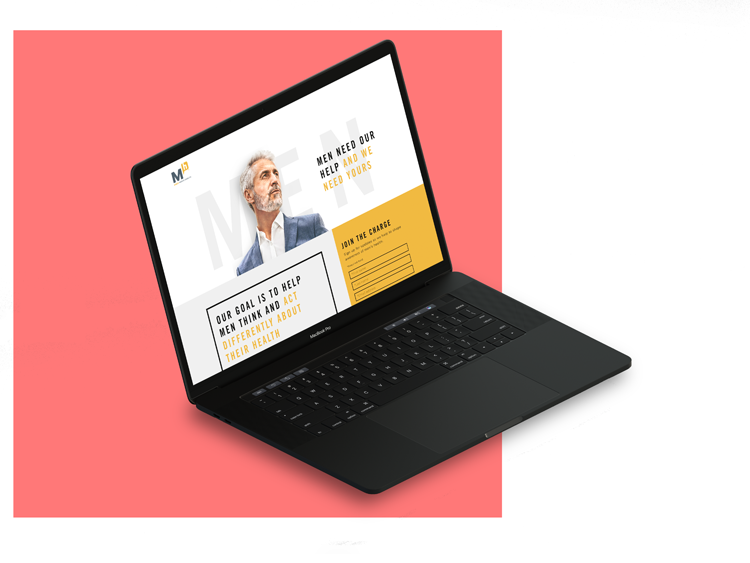 Mh
MEN
MEN NEED OUR
HELP AND WE
NEED YOURS
JOIN THE CHARGE
OUR GOAL IS TO HELP
MEN THINK AND ACT
DIFFERENTLY ABOUT
THEIR HEALTH
MacBook Pro